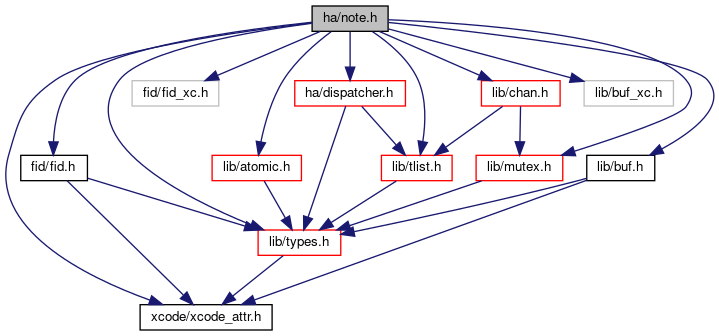 ha/note.h
fid/fid_xc.h
ha/dispatcher.h
lib/chan.h
lib/buf_xc.h
fid/fid.h
lib/atomic.h
lib/tlist.h
lib/mutex.h
lib/buf.h
lib/types.h
xcode/xcode_attr.h